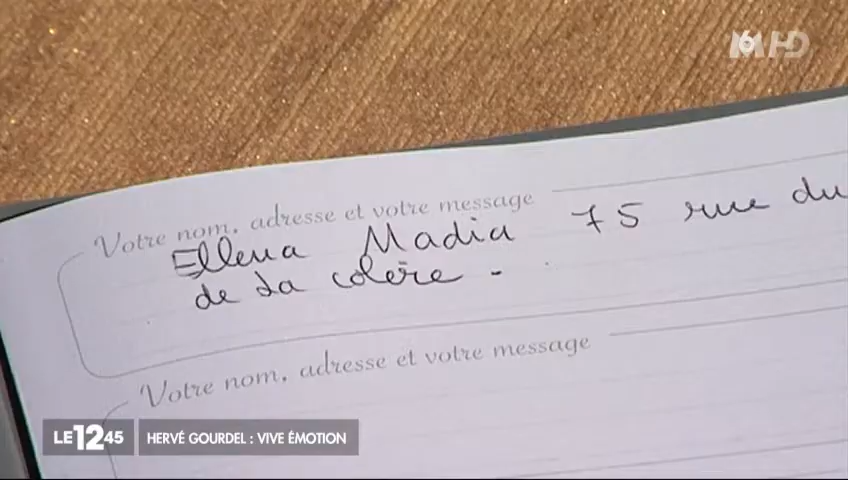 M6 HD
Votre nom, adresse et votre message
Ellena Madia 75 rue du
de la colère.
Votre nom, adresse et votre message
LE 12 45 HERVÉ GOURDEL : VIVE ÉMOTION